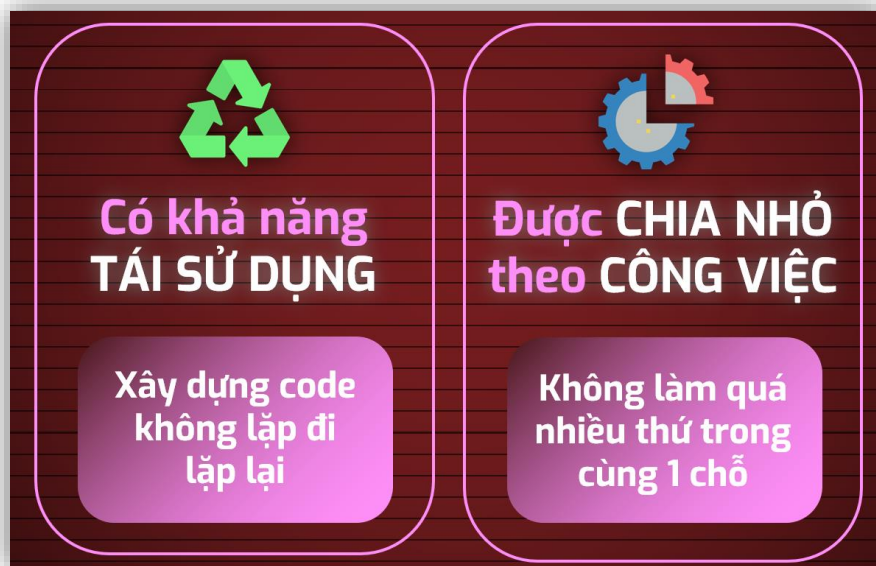 Có khả năng
TÁI SỬ DỤNG
Xây dựng code
không lặp đi
lặp lại
Được CHIA NHỎ
theo CÔNG VIỆC
Không làm quá
nhiều thứ trong
cùng 1 chỗ